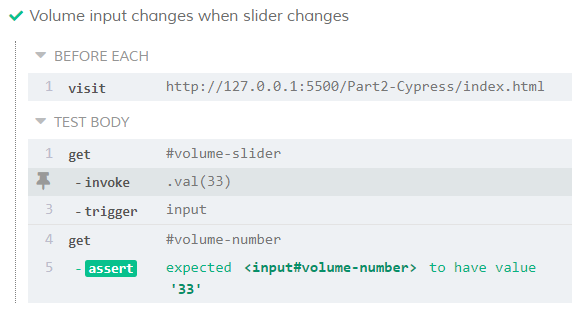 Volume input changes when slider changes
BEFORE EACH
1 visit http://127.0.0.1:5500/Part2-Cypress/index.html
TEST BODY
1 get #volume-slider
- invoke .val(33)
3 - trigger input
4 get #volume-number
5 - assert expected <input#volume-number> to have value
'33'